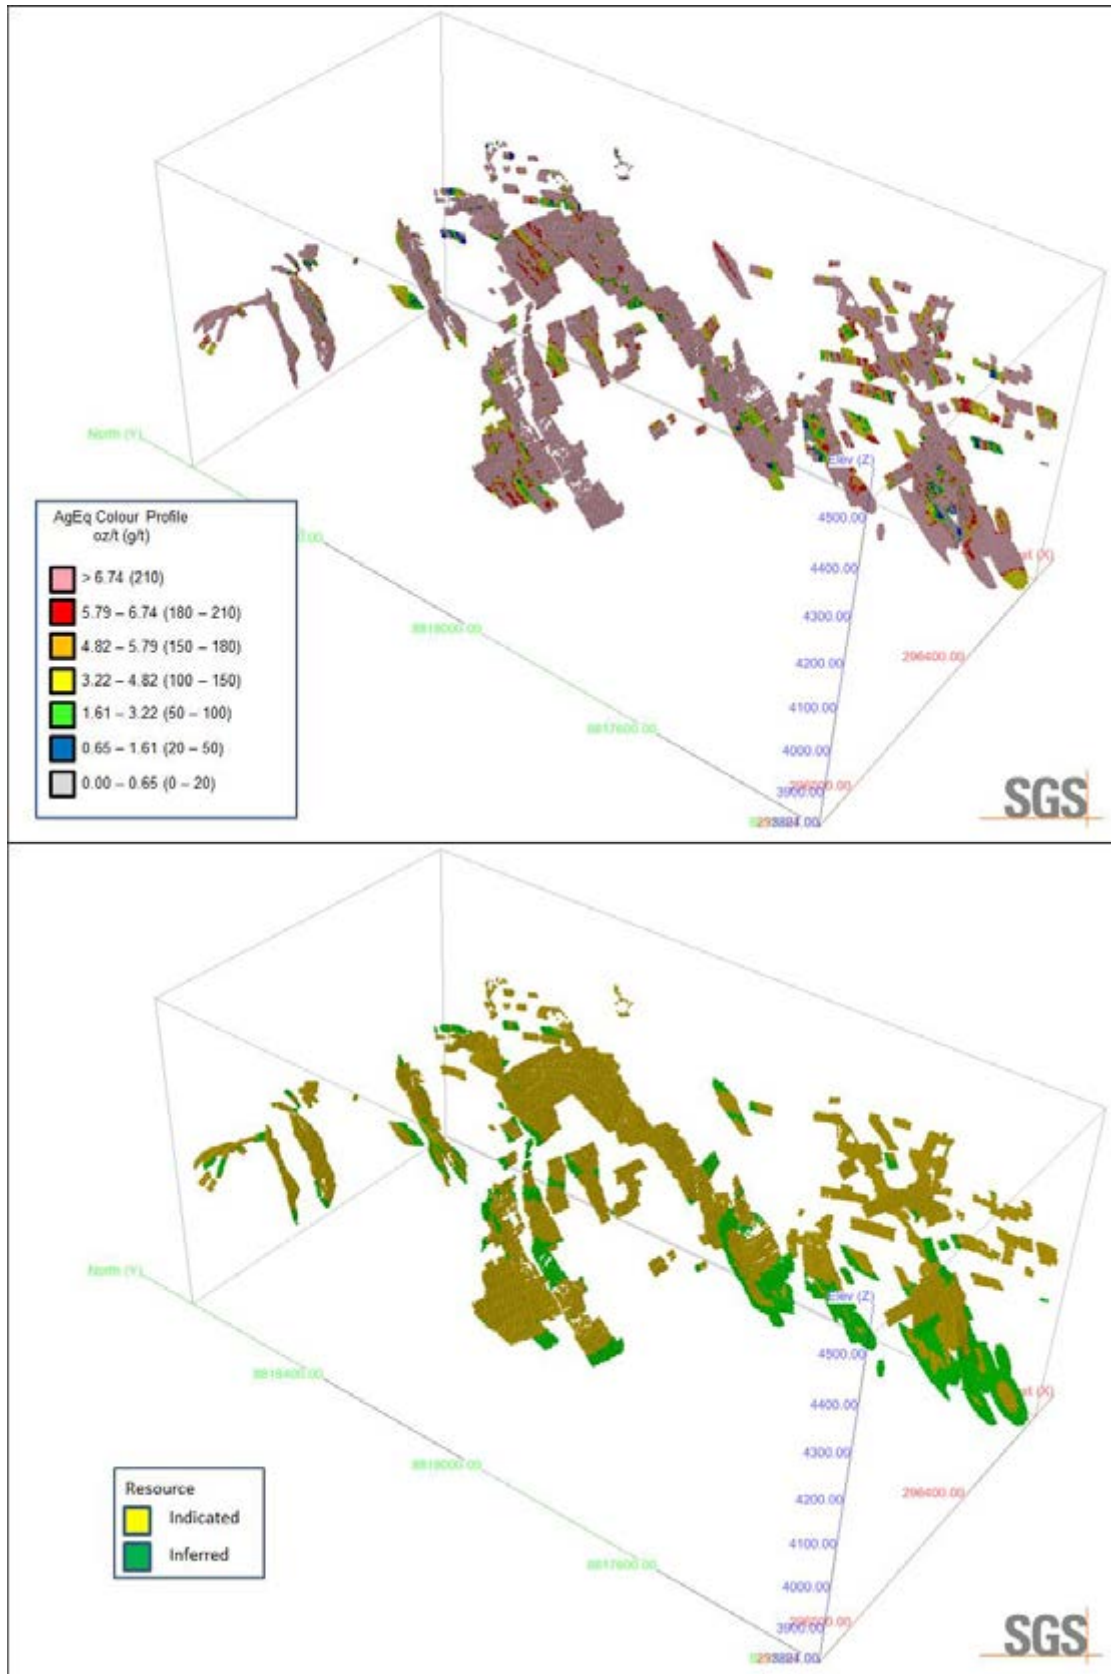 North (Y)
Elev (Z)
4500.00
4400.00
4300.00
4200.00
4100.00
4000.00
3900.00
8818000.00
8817600.00
296400.00
AgEq Colour Profile
oz/t (g/t)
> 6.74 (210)
5.79 – 6.74 (180 – 210)
4.82 – 5.79 (150 – 180)
3.22 – 4.82 (100 – 150)
1.61 – 3.22 (50 – 100)
0.65 – 1.61 (20 – 50)
0.00 – 0.65 (0 – 20)
SGS
North (Y)
Elev (Z)
4500.00
4400.00
4300.00
4200.00
4100.00
4000.00
3900.00
8818400.00
8818000.00
8817600.00
296400.00
Resource
Indicated
Inferred
SGS